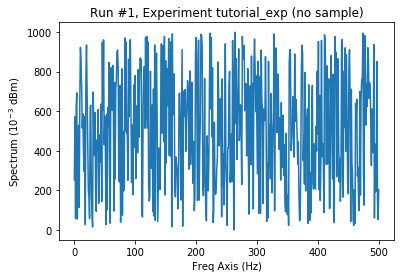 Run #1, Experiment tutorial_exp (no sample)
1000
800
600
400
200
0
Spectrum (10⁻³ dBm)
0 100 200 300 400 500
Freq Axis (Hz)